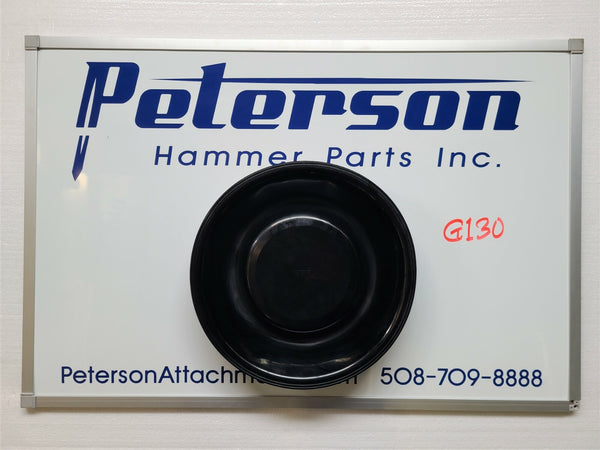 Peterson
Hammer Parts Inc.
G130
508-709-8888